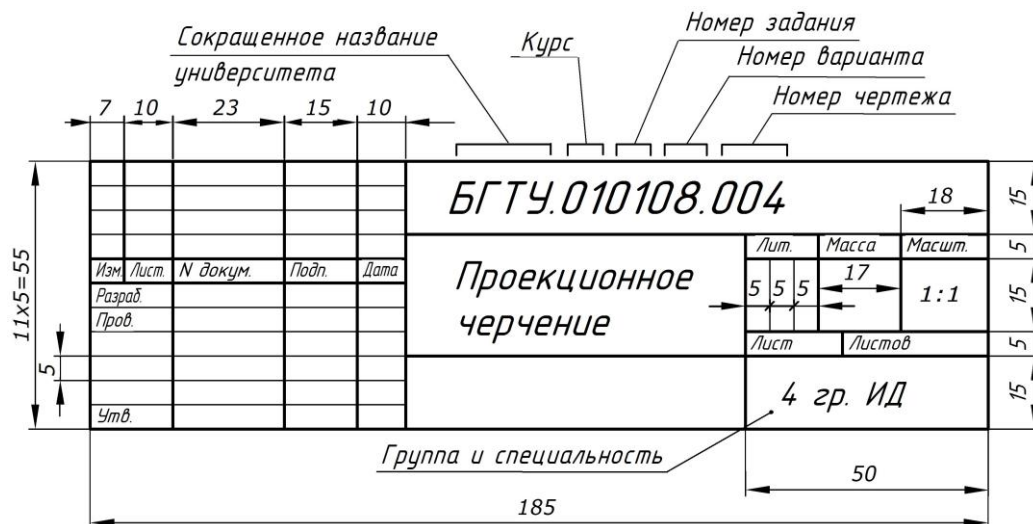 Сокращенное название
университета
Курс
Номер задания
Номер варианта
Номер чертежа
7 10 23 15 10
БГТУ.010108.004
18
15
11х5=55
Изм. Лист. N докум. Подп. Дата
Разраб.
Пров.
5
Утв.
Проекционное
черчение
Лит. Масса Масшт.
5
5 5 5
17
1:1
15
Лист Листов
5
4 гр. ИД
15
Группа и специальность
50
185